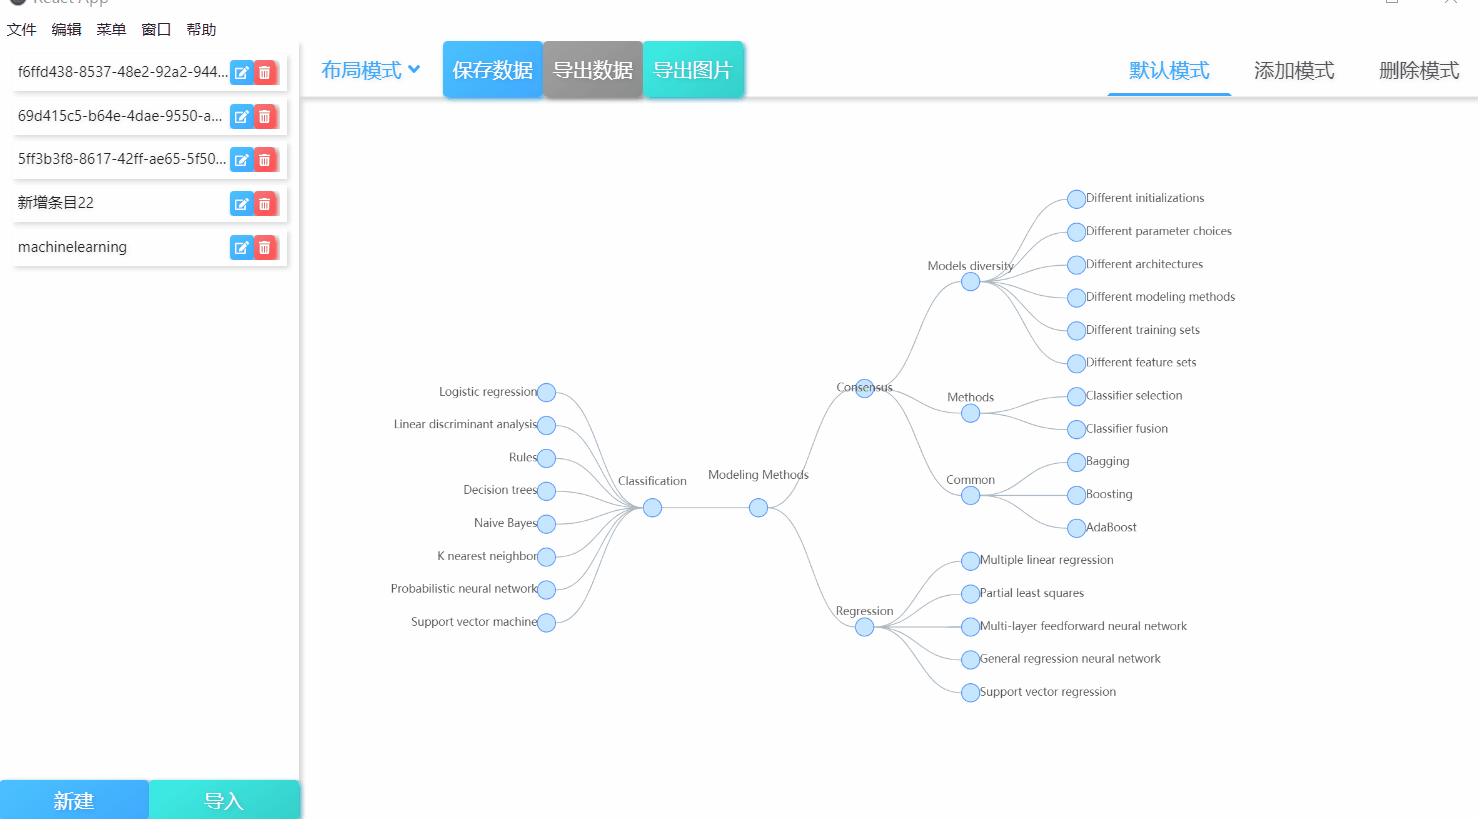 React App
文件 编辑 菜单 窗口 帮助
f6ffd438-8537-48e2-92a2-944...
69d415c5-b64e-4dae-9550-a...
5ff3b3f8-8617-42ff-ae65-5f50...
新增条目22
machinelearning
新建 导入
布局模式 保存数据 导出数据 导出图片 默认模式 添加模式 删除模式
Logistic regression
Linear discriminant analysis
Rules
Decision trees
Naive Bayes
K nearest neighbor
Probabilistic neural network
Support vector machine
Classification
Modeling Methods
Consensus
Models diversity
Different initializations
Different parameter choices
Different architectures
Different modeling methods
Different training sets
Different feature sets
Methods
Classifier selection
Classifier fusion
Common
Bagging
Boosting
AdaBoost
Regression
Multiple linear regression
Partial least squares
Multi-layer feedforward neural network
General regression neural network
Support vector regression